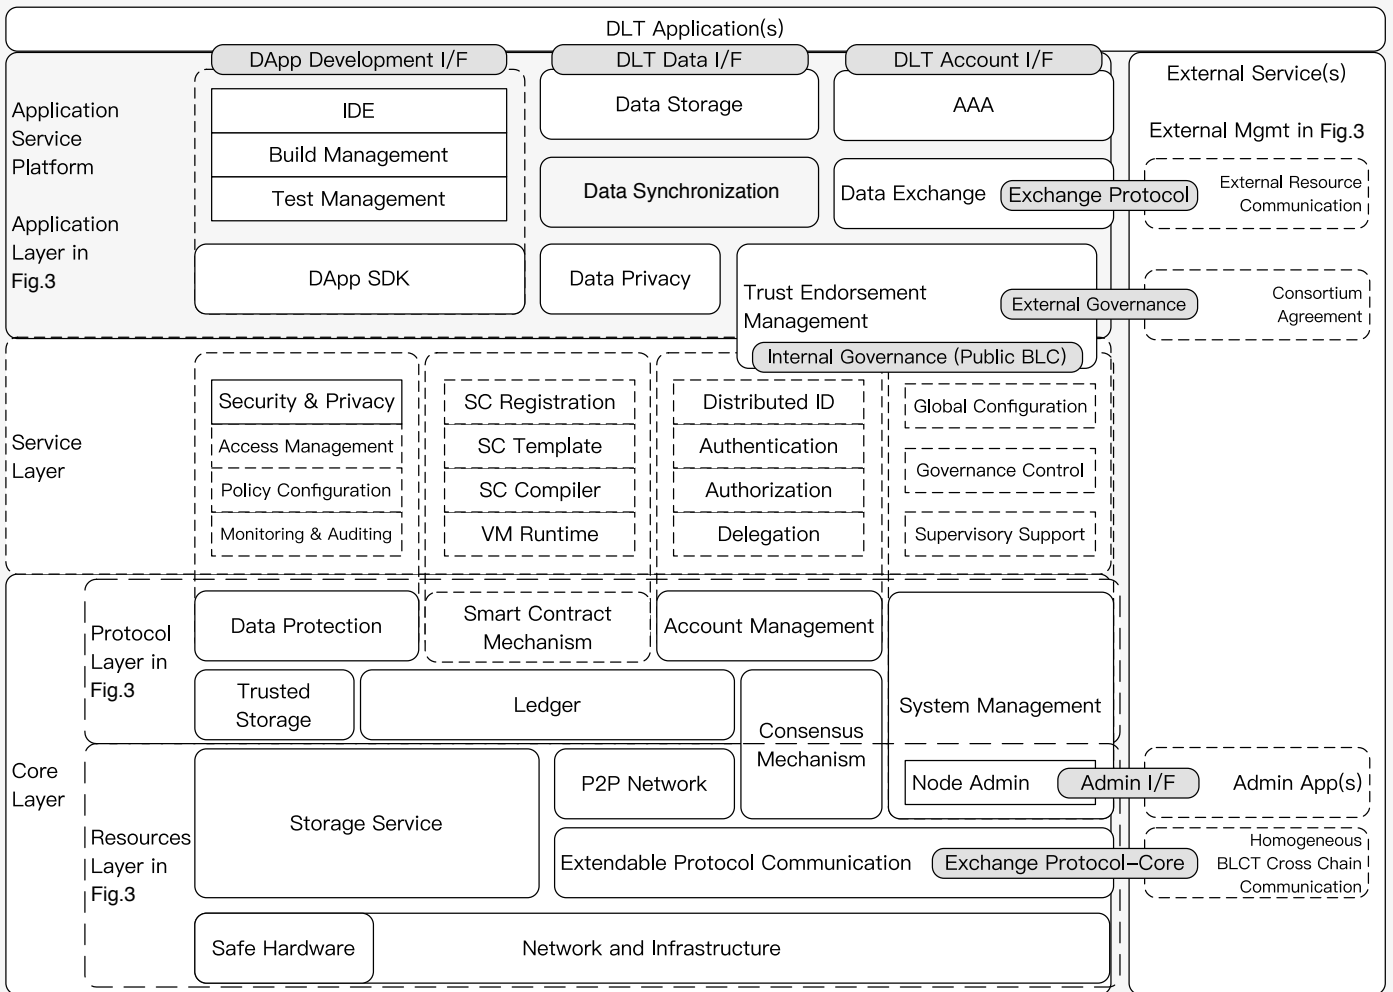 DLT Application(s)
DApp Development I/F
DLT Data I/F
DLT Account I/F
Application
Service
Platform
Application
Layer in
Fig.3
IDE
Build Management
Test Management
DApp SDK
Data Storage
Data Synchronization
Data Privacy
AAA
Data Exchange
Exchange Protocol
Trust Endorsement
Management
External Governance
Internal Governance (Public BLC)
External Service(s)
External Mgmt in Fig.3
External Resource
Communication
Consortium
Agreement
Service
Layer
Security & Privacy
Access Management
Policy Configuration
Monitoring & Auditing
SC Registration
SC Template
SC Compiler
VM Runtime
Distributed ID
Authentication
Authorization
Delegation
Global Configuration
Governance Control
Supervisory Support
Core
Layer
Protocol
Layer in
Fig.3
Data Protection
Smart Contract
Mechanism
Account Management
Trusted
Storage
Ledger
Consensus
Mechanism
System Management
Resources
Layer in
Fig.3
Storage Service
P2P Network
Node Admin
Admin I/F
Admin App(s)
Extendable Protocol Communication
Exchange Protocol–Core
Homogeneous
BLCT Cross Chain
Communication
Safe Hardware
Network and Infrastructure